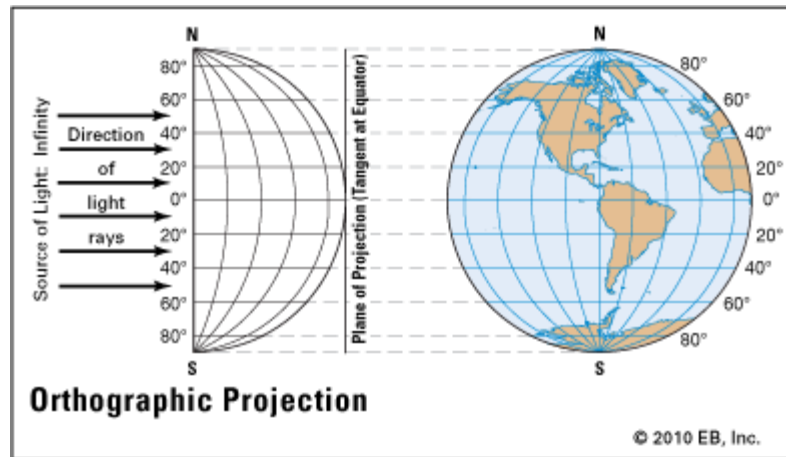 N
80°
60°
40°
20°
0°
20°
40°
60°
80°
S
Source of Light: Infinity
Direction
of
light
rays
Plane of Projection (Tangent at Equator)
N
80°
60°
40°
20°
0°
20°
40°
60°
80°
S
Orthographic Projection
© 2010 EB, Inc.